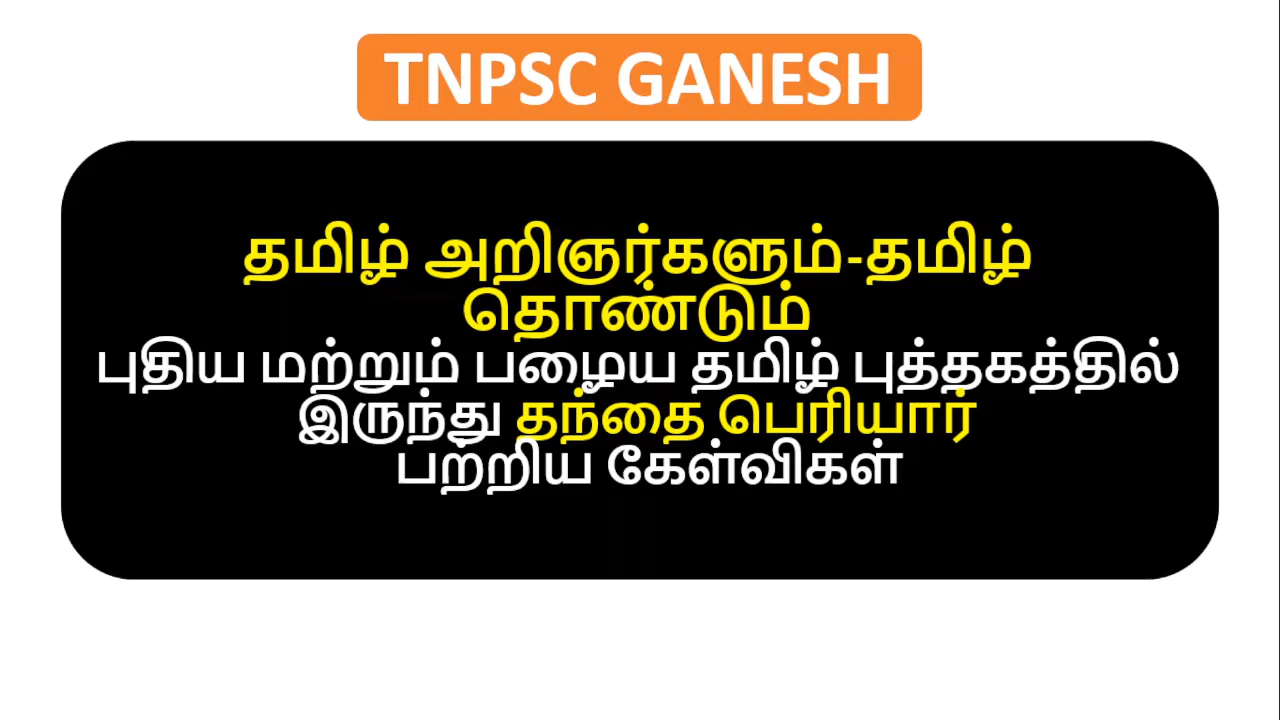 TNPSC GANESH
தமிழ் அறிஞர்களும்-தமிழ்
தொண்டும்
புதிய மற்றும் பழைய தமிழ் புத்தகத்தில்
இருந்து தந்தை பெரியார்
பற்றிய கேள்விகள்